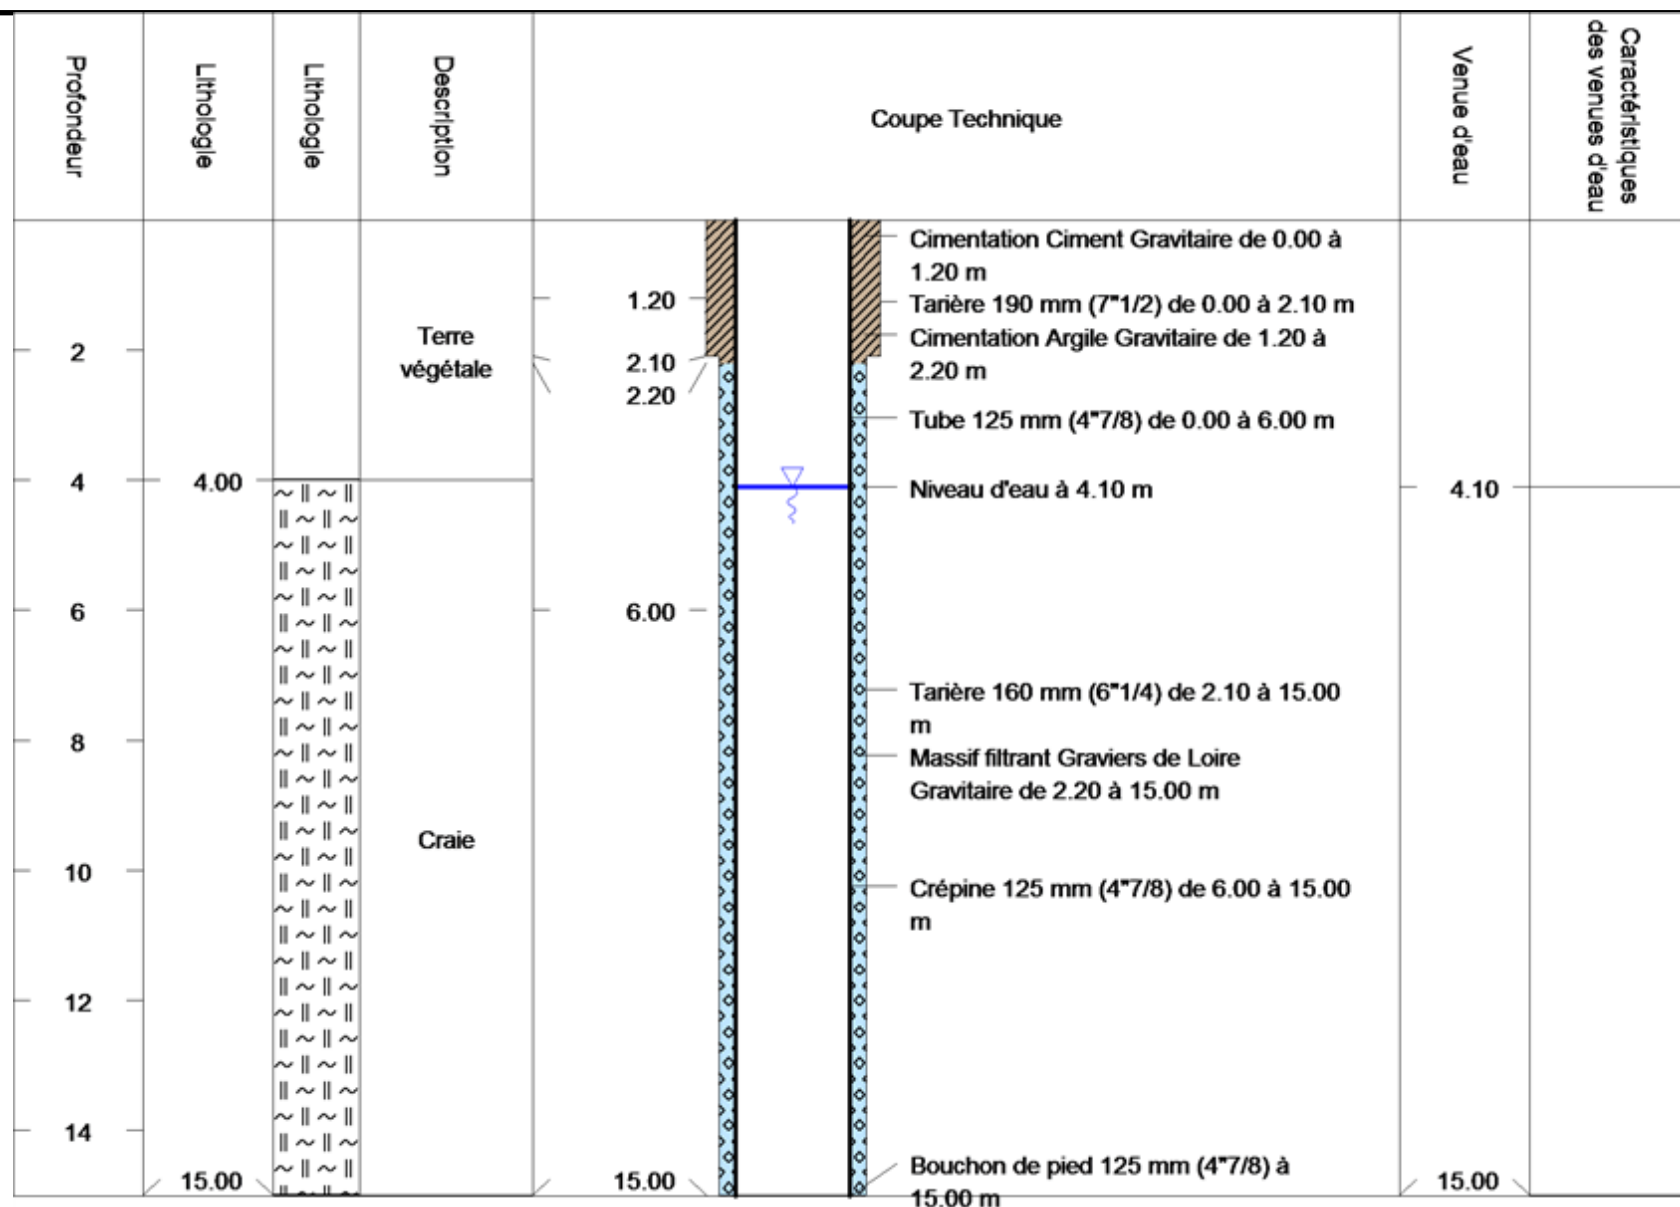 Profondeur
Lithologie
Lithologie
Description
Coupe Technique
Venue d'eau
Caractéristiques
des venues d'eau
Cimentation Ciment Gravitaire de 0.00 à
1.20 m
1.20
Tarière 190 mm (7"1/2) de 0.00 à 2.10 m
Terre
végétale
Cimentation Argile Gravitaire de 1.20 à
2.20 m
2
2.10
2.20
Tube 125 mm (4"7/8) de 0.00 à 6.00 m
4
4.00
Niveau d'eau à 4.10 m
4.10
6
6.00
Tarière 160 mm (6"1/4) de 2.10 à 15.00
m
8
Massif filtrant Graviers de Loire
Gravitaire de 2.20 à 15.00 m
Craie
10
Crépine 125 mm (4"7/8) de 6.00 à 15.00
m
12
14
Bouchon de pied 125 mm (4"7/8) à
15.00 m
15.00
15.00
15.00